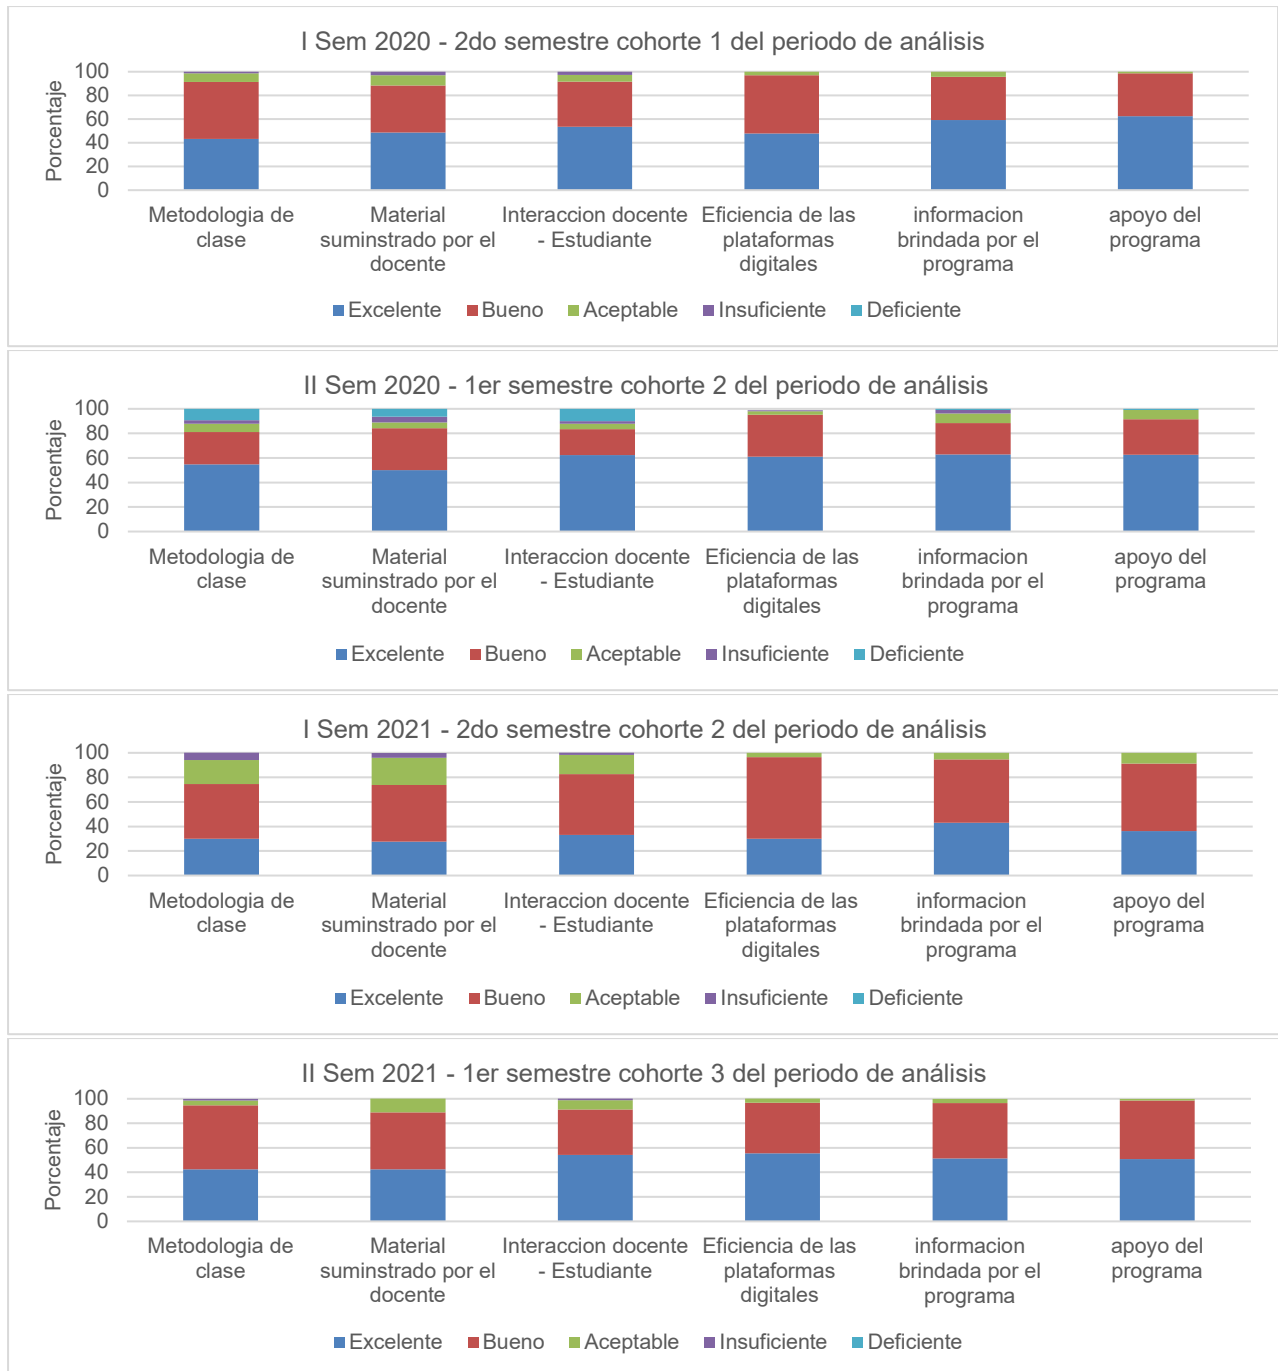 I Sem 2020 - 2do semestre cohorte 1 del periodo de análisis
Porcentaje
100
80
60
40
20
0
Metodologia de clase
Material suminstrado por el docente
Interaccion docente - Estudiante
Eficiencia de las plataformas digitales
informacion brindada por el programa
apoyo del programa
Excelente Bueno Aceptable Insuficiente Deficiente
II Sem 2020 - 1er semestre cohorte 2 del periodo de análisis
Porcentaje
100
80
60
40
20
0
Metodologia de clase
Material suminstrado por el docente
Interaccion docente - Estudiante
Eficiencia de las plataformas digitales
informacion brindada por el programa
apoyo del programa
Excelente Bueno Aceptable Insuficiente Deficiente
I Sem 2021 - 2do semestre cohorte 2 del periodo de análisis
Porcentaje
100
80
60
40
20
0
Metodologia de clase
Material suminstrado por el docente
Interaccion docente - Estudiante
Eficiencia de las plataformas digitales
informacion brindada por el programa
apoyo del programa
Excelente Bueno Aceptable Insuficiente Deficiente
II Sem 2021 - 1er semestre cohorte 3 del periodo de análisis
Porcentaje
100
80
60
40
20
0
Metodologia de clase
Material suminstrado por el docente
Interaccion docente - Estudiante
Eficiencia de las plataformas digitales
informacion brindada por el programa
apoyo del programa
Excelente Bueno Aceptable Insuficiente Deficiente